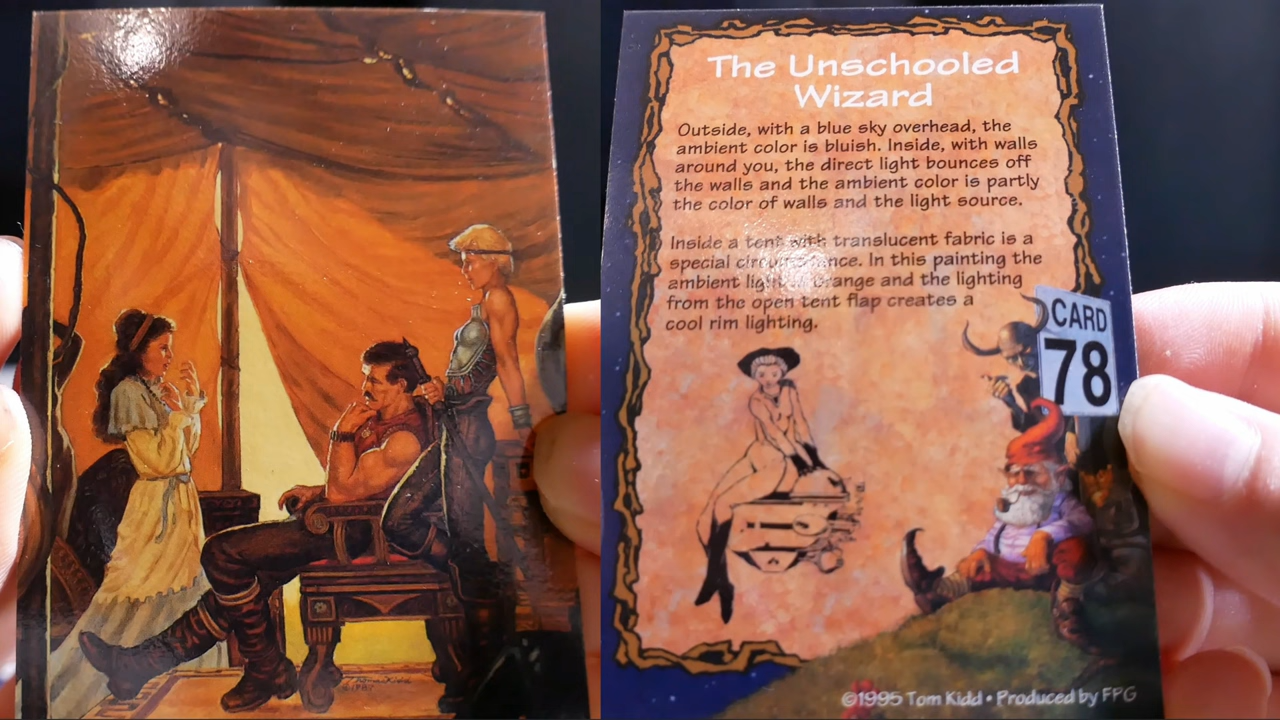 Tom Kidd
©1987
The Unschooled
Wizard
Outside, with a blue sky overhead, the
ambient color is bluish. Inside, with walls
around you, the direct light bounces off
the walls and the ambient color is partly
the color of walls and the light source.
Inside a tent with translucent fabric is a
special circumstance. In this painting the
ambient light is orange and the lighting
from the open tent flap creates a
cool rim lighting.
CARD
78
©1995 Tom Kidd • Produced by FPG